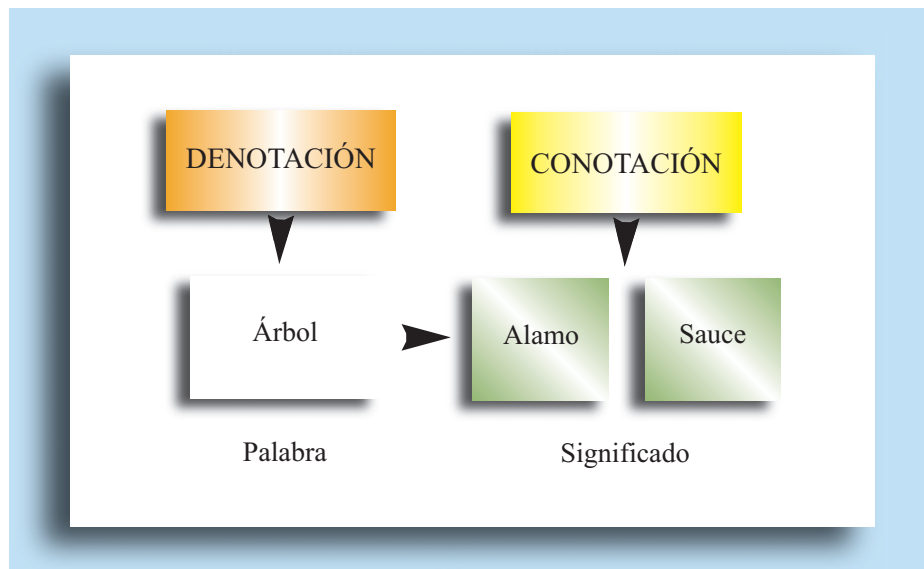 DENOTACIÓN
CONOTACIÓN
Árbol
Alamo
Sauce
Palabra
Significado